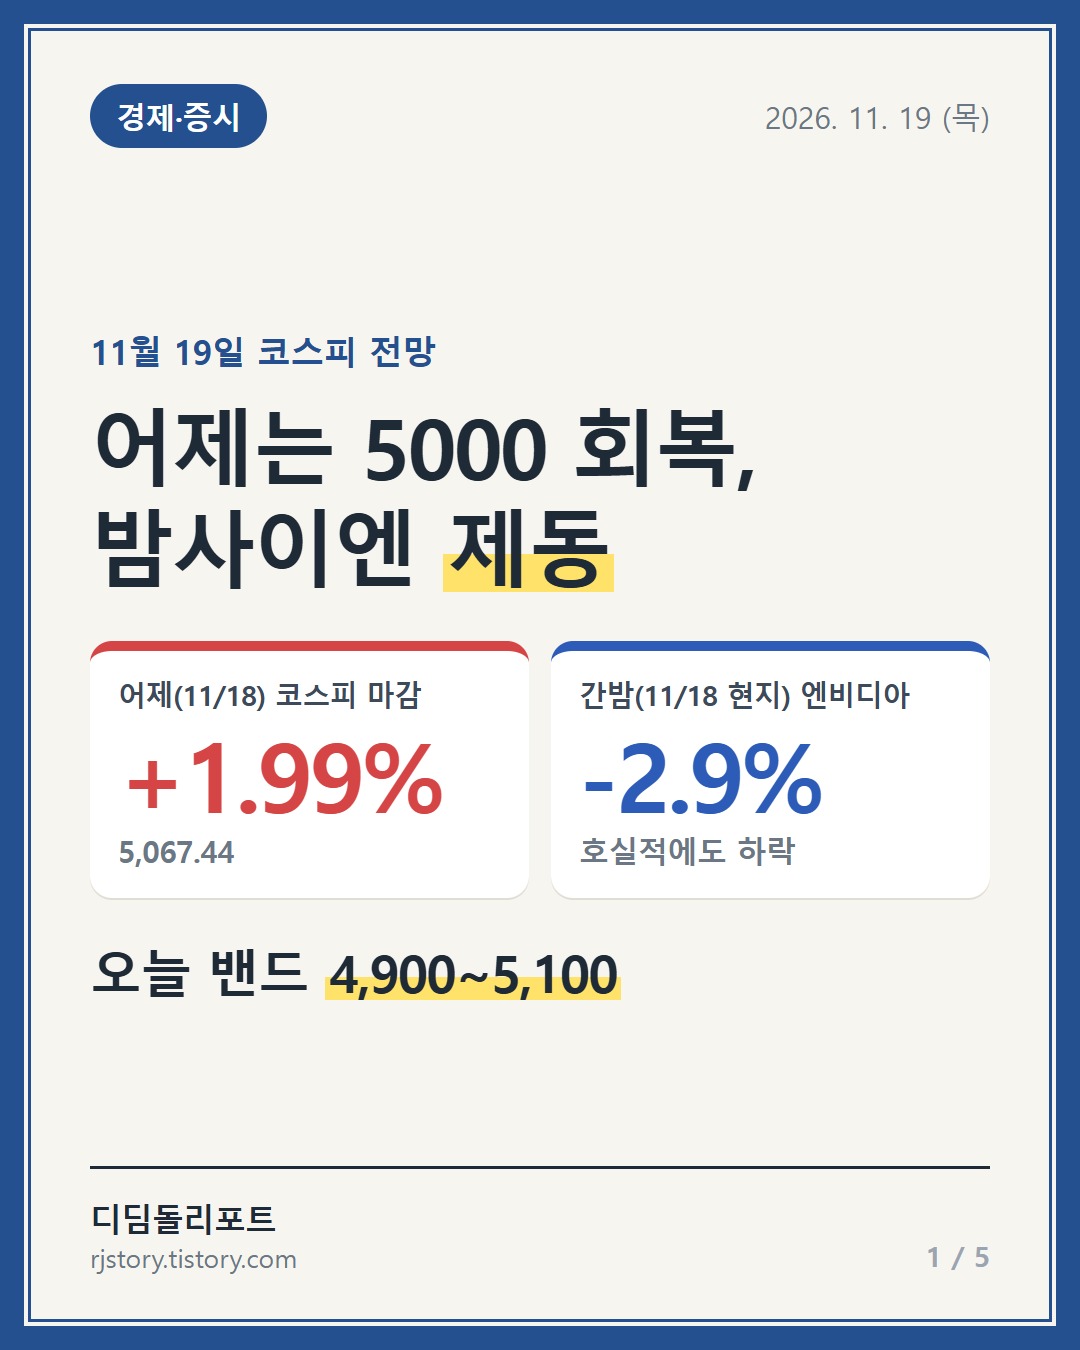 경제·증시
2026. 11. 19 (목)
11월 19일 코스피 전망
어제는 5000 회복,
밤사이엔 제동
어제(11/18) 코스피 마감
+1.99%
5,067.44
간밤(11/18 현지) 엔비디아
-2.9%
호실적에도 하락
오늘 밴드 4,900~5,100
디딤돌리포트
rjstory.tistory.com
1 / 5